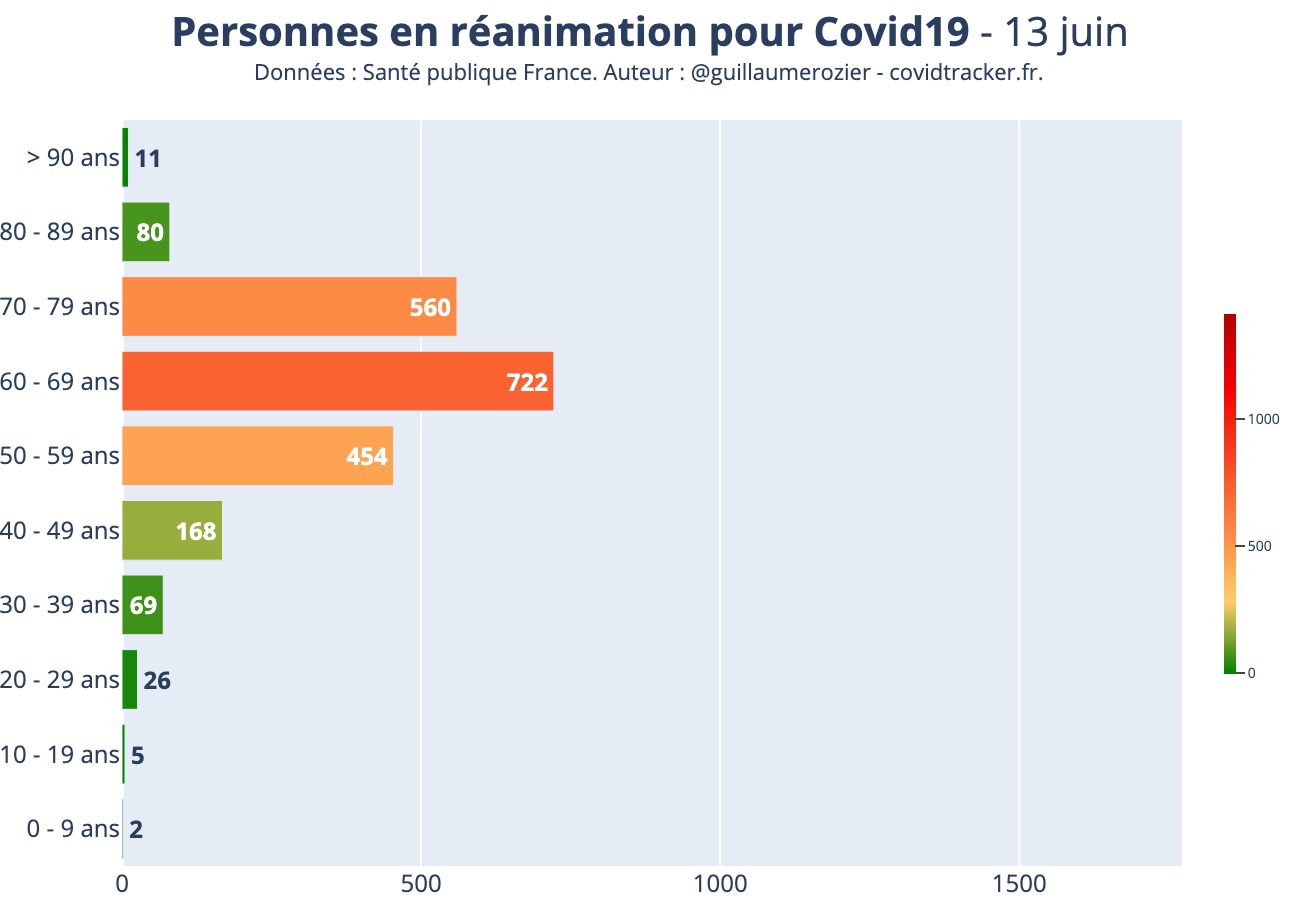 Personnes en réanimation pour Covid19 - 13 juin
Données : Santé publique France. Auteur : @guillaumerozier - covidtracker.fr.
> 90 ans 11
80 - 89 ans 80
70 - 79 ans 560
60 - 69 ans 722
50 - 59 ans 454
40 - 49 ans 168
30 - 39 ans 69
20 - 29 ans 26
10 - 19 ans 5
0 - 9 ans 2
0 500 1000 1500
1000
500
0